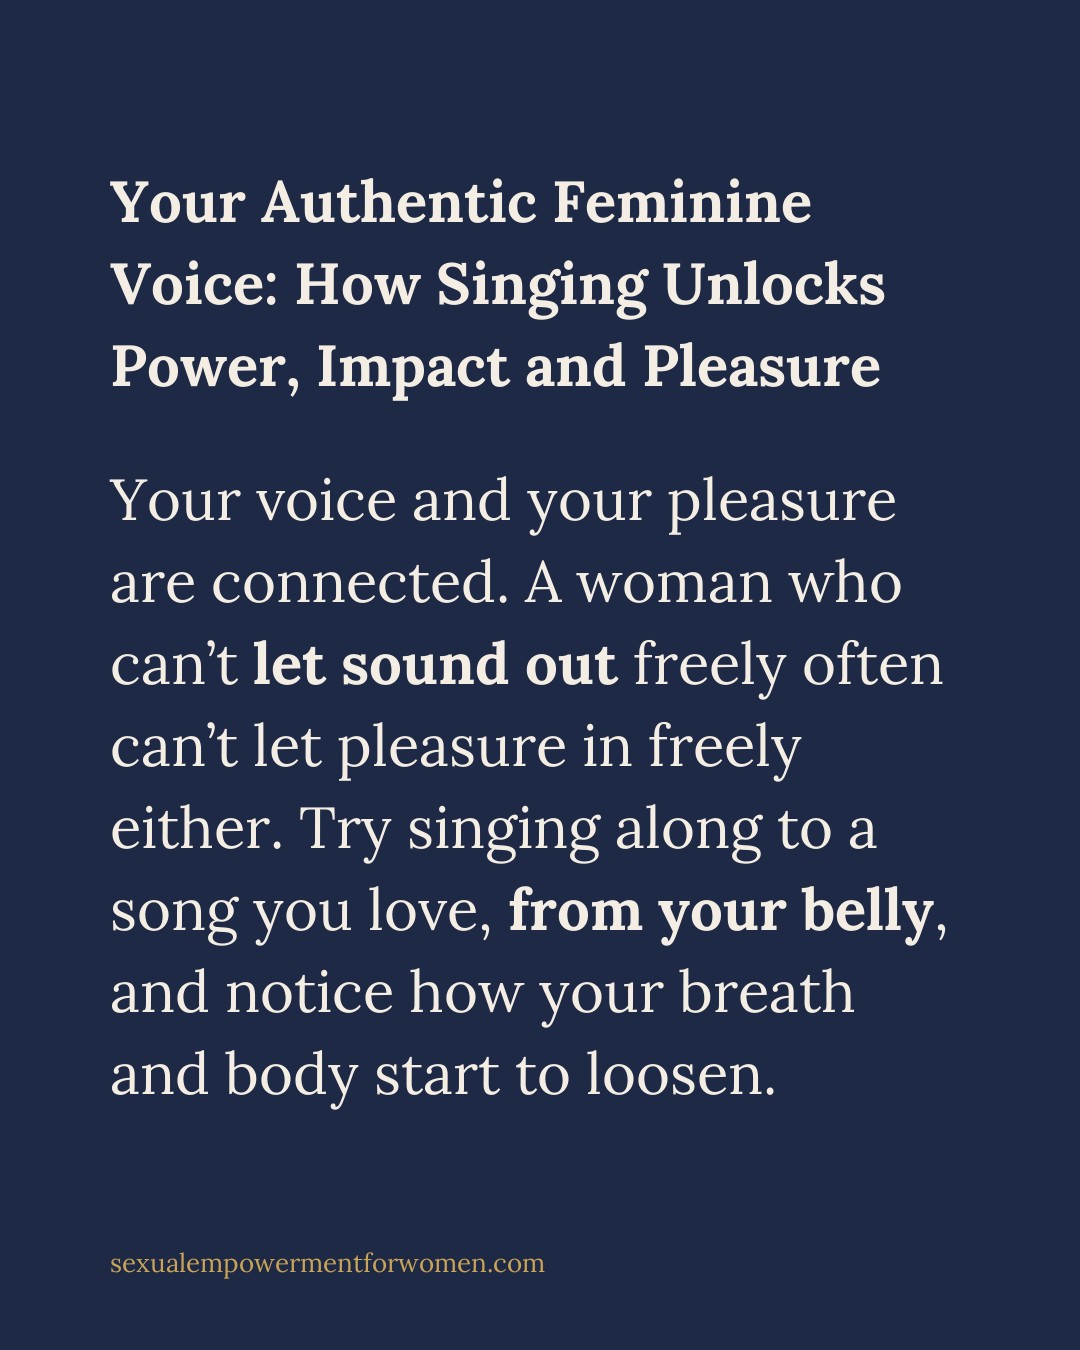 Your Authentic Feminine
Voice: How Singing Unlocks
Power, Impact and Pleasure
Your voice and your pleasure
are connected. A woman who
can’t let sound out freely often
can’t let pleasure in freely
either. Try singing along to a
song you love, from your belly,
and notice how your breath
and body start to loosen.
sexualempowermentforwomen.com